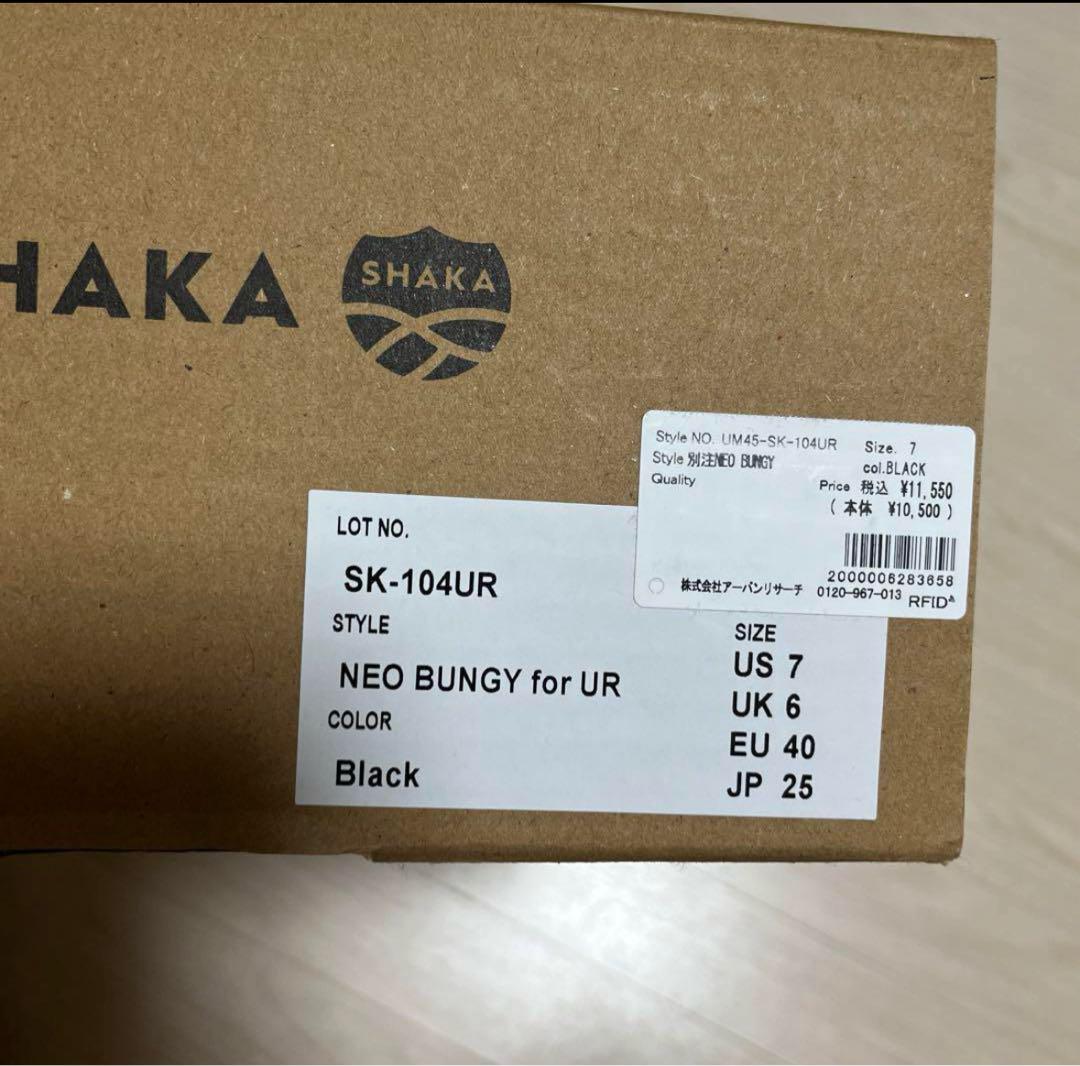 HAKA
SHAKA
Style NO. UM45-SK-104UR Size. 7
Style 別注NEO BUNGY col.BLACK
Quality Price 税込 ¥11,550
( 本体 ¥10,500 )
2000006283658
株式会社アーバンリサーチ 0120-967-013 RFID
LOT NO.
SK-104UR
STYLE
NEO BUNGY for UR
COLOR
Black
SIZE
US 7
UK 6
EU 40
JP 25